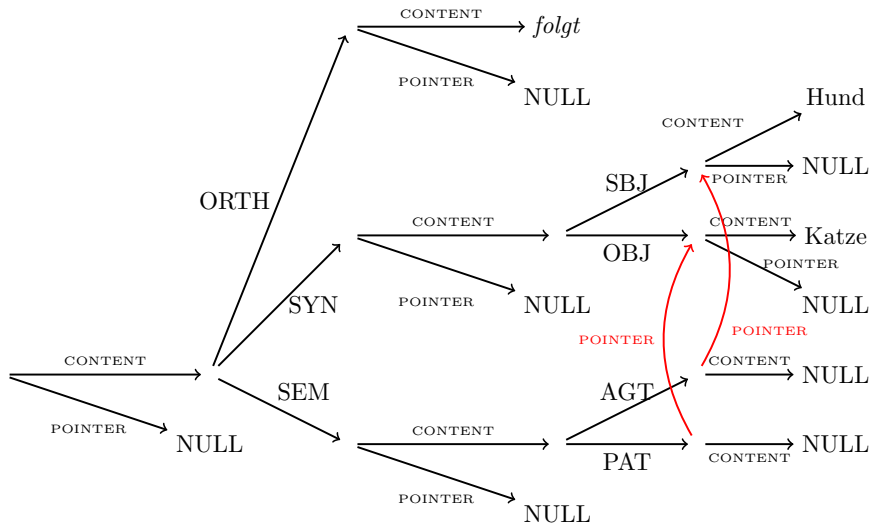 CONTENT
folgt
POINTER
NULL
Hund
CONTENT
NULL
POINTER
SBJ
ORTH
CONTENT
CONTENT
Katze
OBJ
POINTER
SYN
POINTER
NULL
NULL
POINTER
POINTER
CONTENT
CONTENT
NULL
SEM
AGT
POINTER
NULL
CONTENT
NULL
PAT
CONTENT
POINTER
NULL